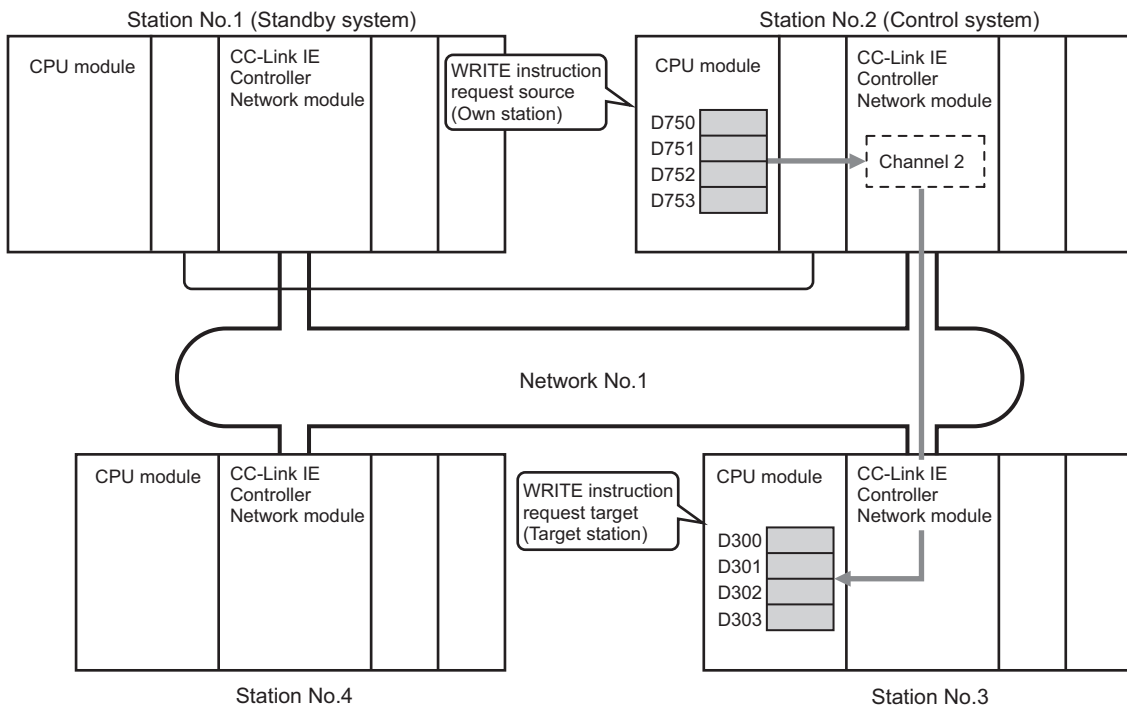 Station No.1 (Standby system)
Station No.2 (Control system)
CPU module
CC-Link IE
Controller
Network module
WRITE instruction
request source
(Own station)
CPU module
D750
D751
D752
D753
CC-Link IE
Controller
Network module
Channel 2
Network No.1
CPU module
CC-Link IE
Controller
Network module
WRITE instruction
request target
(Target station)
CPU module
D300
D301
D302
D303
CC-Link IE
Controller
Network module
Station No.4
Station No.3